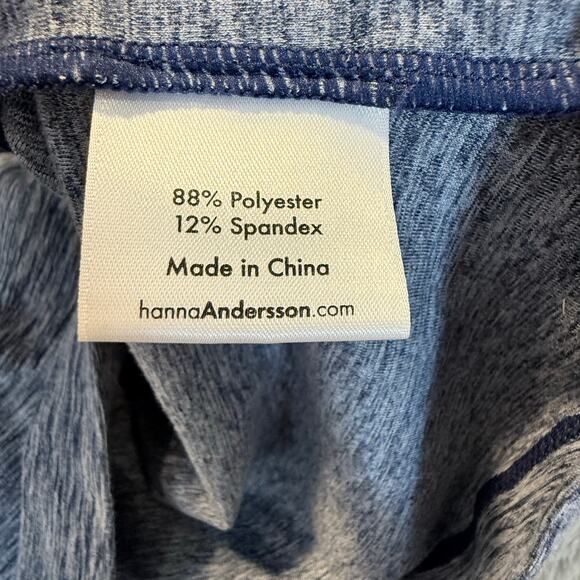 88% Polyester
12% Spandex
Made in China
hannaAndersson.com